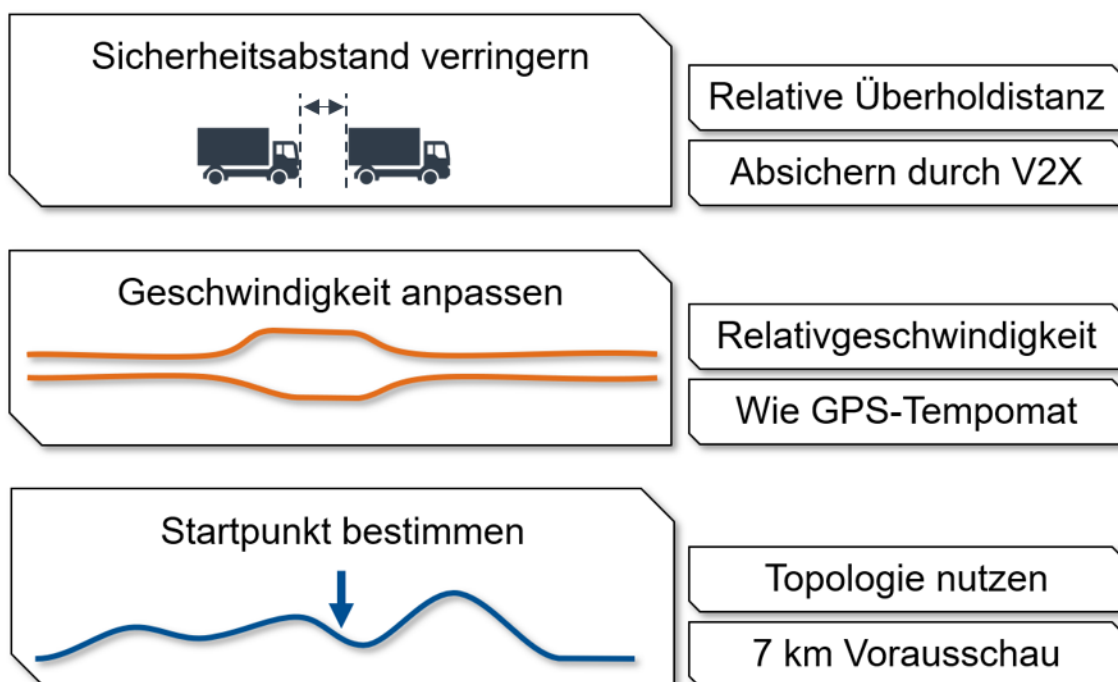 Sicherheitsabstand verringern
Relative Überholdistanz
Absichern durch V2X
Geschwindigkeit anpassen
Relativgeschwindigkeit
Wie GPS-Tempomat
Startpunkt bestimmen
Topologie nutzen
7 km Vorausschau